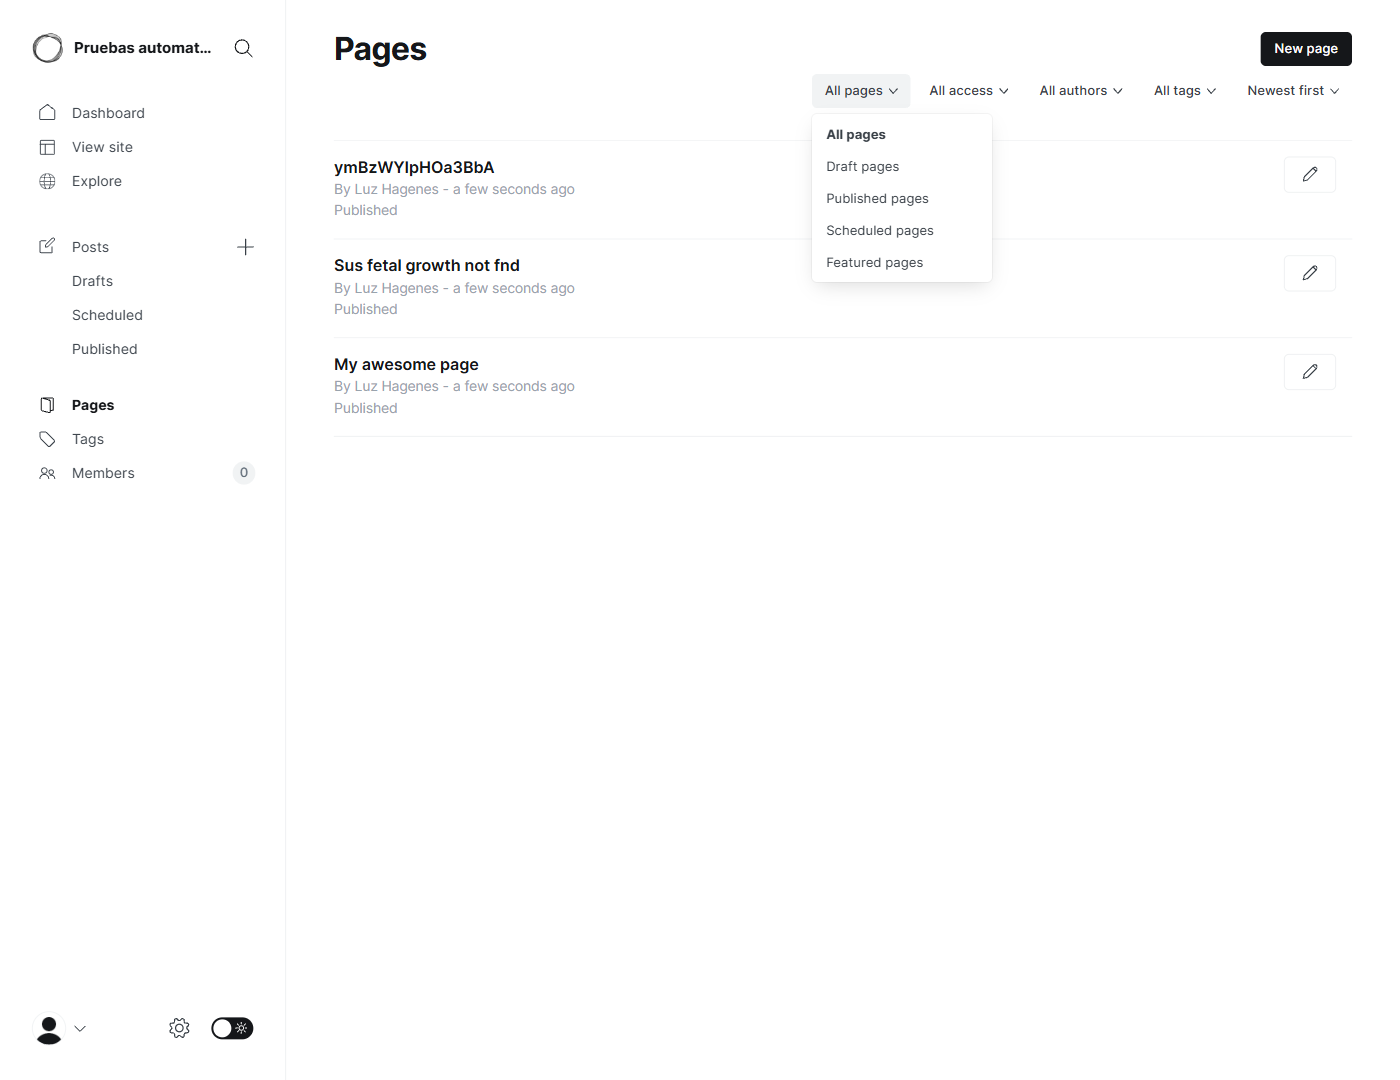 Pruebas automat...
Dashboard
View site
Explore
Posts
Drafts
Scheduled
Published
Pages
Tags
Members 0
Pages
New page
All pages All access All authors All tags Newest first
All pages
Draft pages
Published pages
Scheduled pages
Featured pages
ymBzWYIpHOa3BbA
By Luz Hagenes - a few seconds ago
Published
Sus fetal growth not fnd
By Luz Hagenes - a few seconds ago
Published
My awesome page
By Luz Hagenes - a few seconds ago
Published